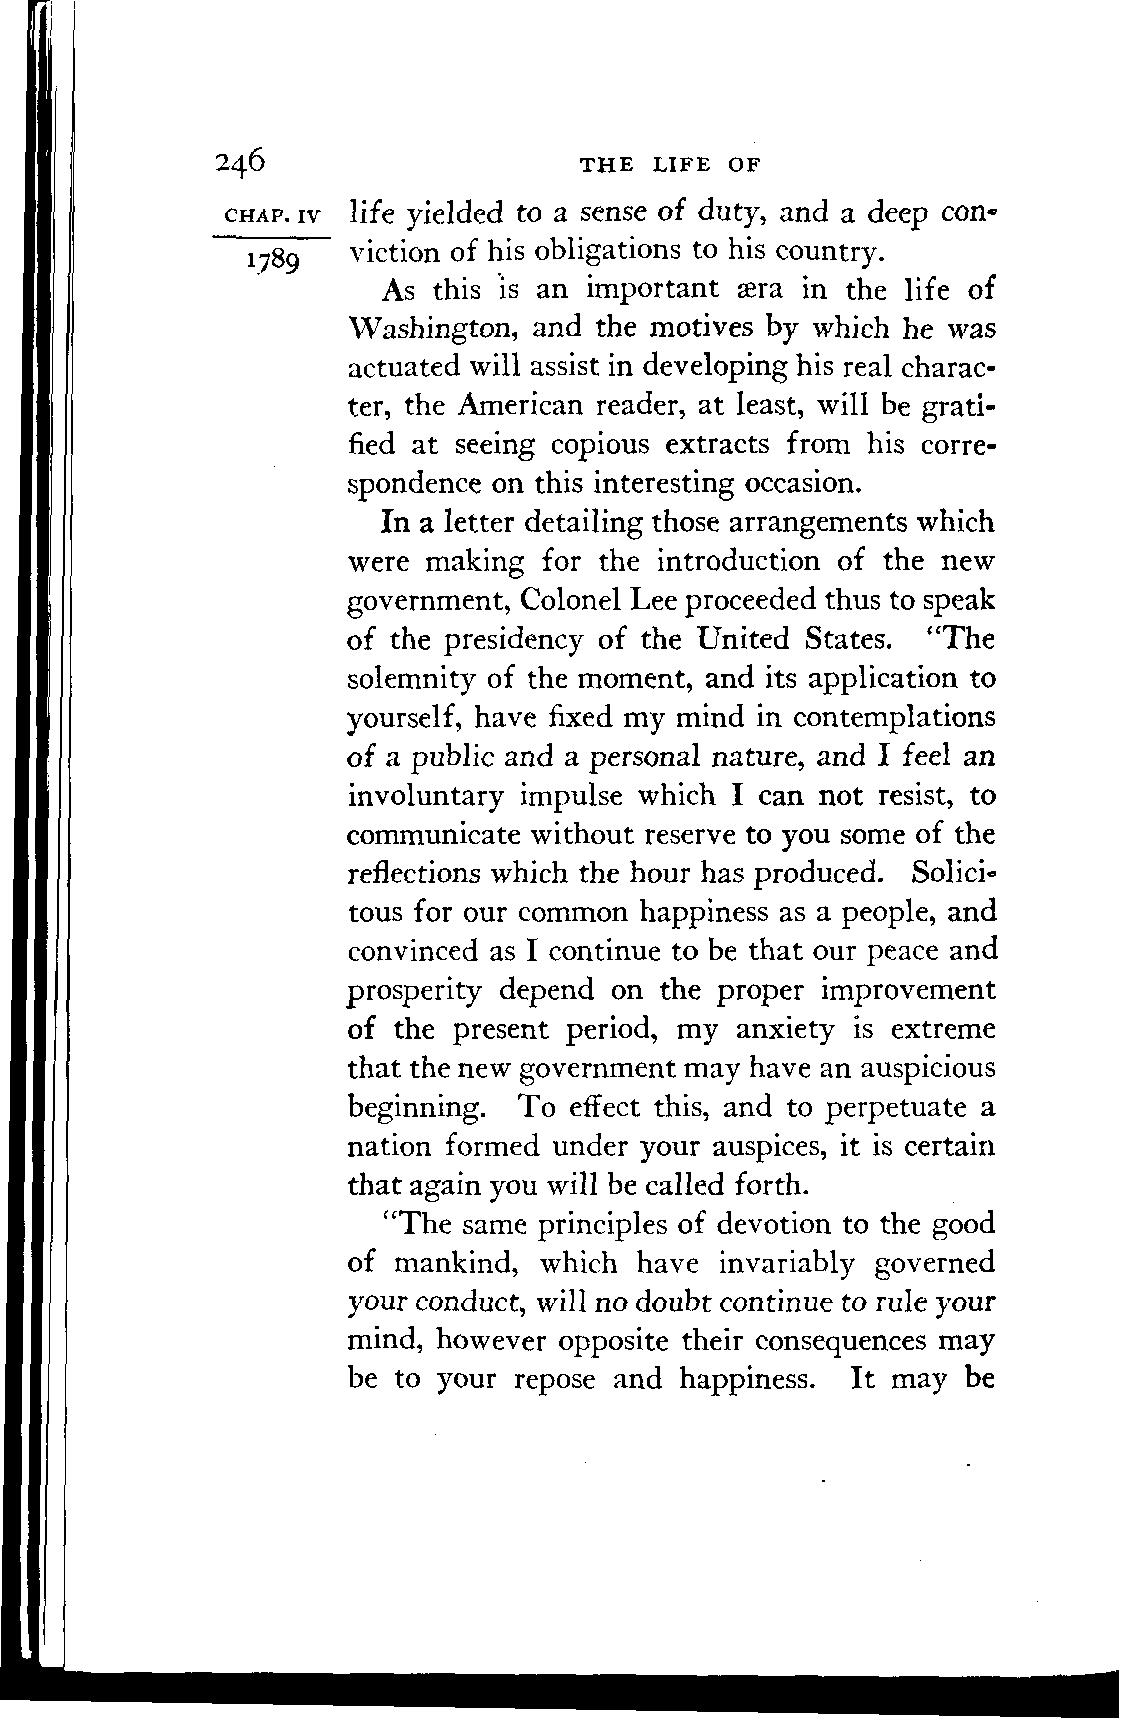 246 THE LIFE OF
CHAP. IV life yielded to a sense of duty, and a deep con-
1789 viction of his obligations to his country.
As this is an important æra in the life of
Washington, and the motives by which he was
actuated will assist in developing his real charac-
ter, the American reader, at least, will be grati-
fied at seeing copious extracts from his corre-
spondence on this interesting occasion.
In a letter detailing those arrangements which
were making for the introduction of the new
government, Colonel Lee proceeded thus to speak
of the presidency of the United States. "The
solemnity of the moment, and its application to
yourself, have fixed my mind in contemplations
of a public and a personal nature, and I feel an
involuntary impulse which I can not resist, to
communicate without reserve to you some of the
reflections which the hour has produced. Solici-
tous for our common happiness as a people, and
convinced as I continue to be that our peace and
prosperity depend on the proper improvement
of the present period, my anxiety is extreme
that the new government may have an auspicious
beginning. To effect this, and to perpetuate a
nation formed under your auspices, it is certain
that again you will be called forth.
"The same principles of devotion to the good
of mankind, which have invariably governed
your conduct, will no doubt continue to rule your
mind, however opposite their consequences may
be to your repose and happiness. It may be